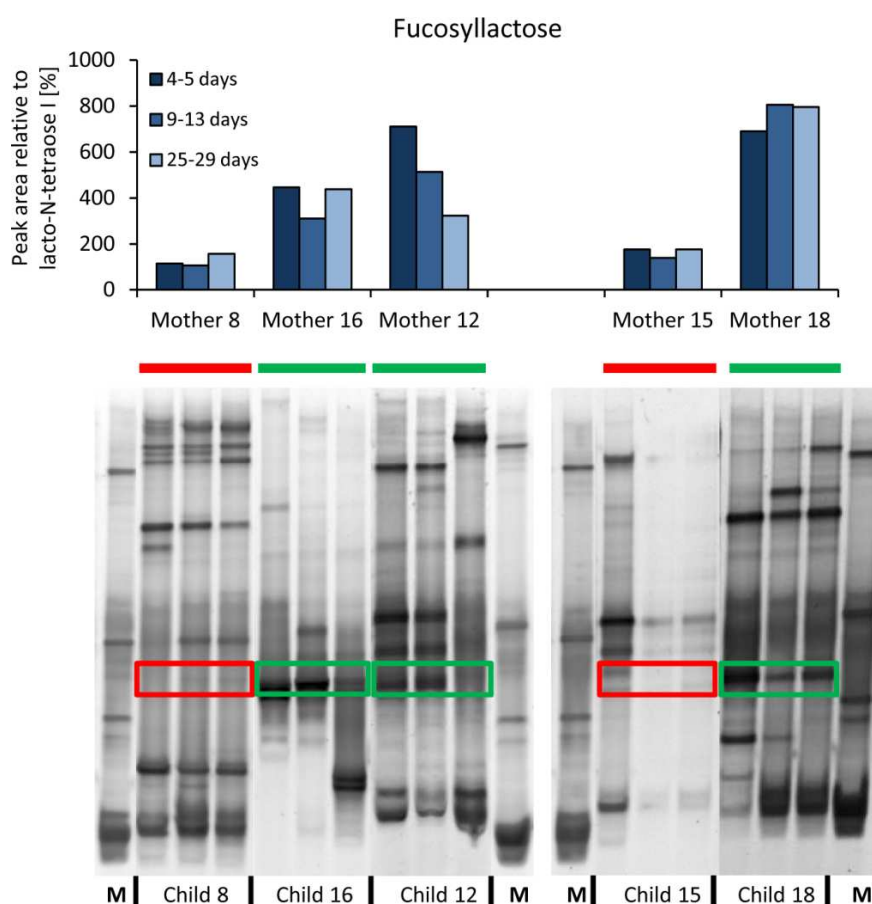 Fucosyllactose
Peak area relative to
lacto-N-tetraose I [%]
1000
800
600
400
200
0
4-5 days
9-13 days
25-29 days
Mother 8 Mother 16 Mother 12 Mother 15 Mother 18
M Child 8 Child 16 Child 12 M M Child 15 Child 18 M